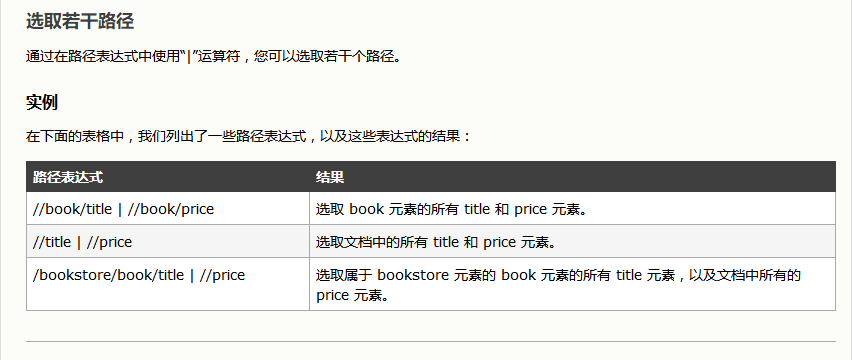 选取若干路径
通过在路径表达式中使用“|”运算符，您可以选取若干个路径。
实例
在下面的表格中，我们列出了一些路径表达式，以及这些表达式的结果：
路径表达式 结果
//book/title | //book/price 选取 book 元素的所有 title 和 price 元素。
//title | //price 选取文档中的所有 title 和 price 元素。
/bookstore/book/title | //price 选取属于 bookstore 元素的 book 元素的所有 title 元素，以及文档中所有的
price 元素。